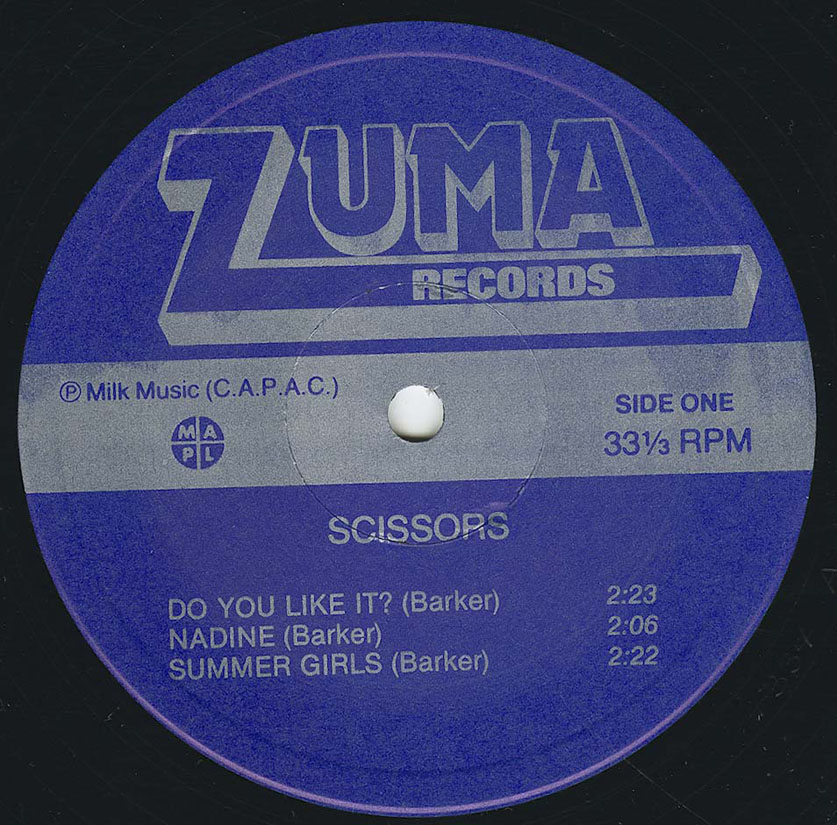 ZUMA
RECORDS
℗ Milk Music (C.A.P.A.C.)
MA
PL
SIDE ONE
33⅓ RPM
SCISSORS
DO YOU LIKE IT? (Barker) 2:23
NADINE (Barker) 2:06
SUMMER GIRLS (Barker) 2:22